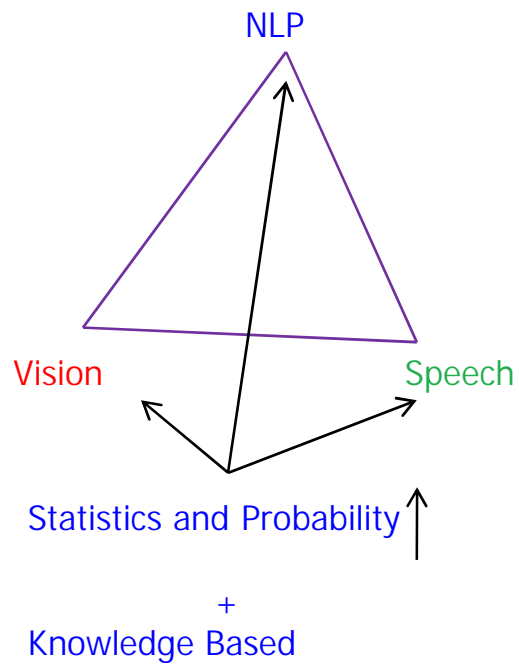 NLP
Vision
Speech
Statistics and Probability
+
Knowledge Based